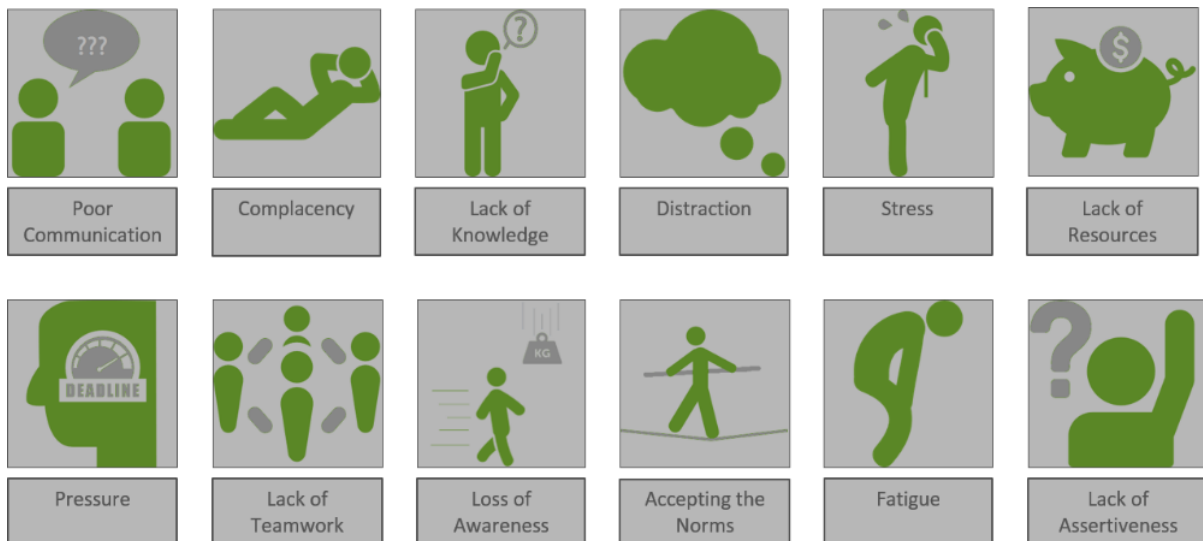 ???
?
$
Poor
Communication
Complacency
Lack of
Knowledge
Distraction
Stress
Lack of
Resources
DEADLINE
KG
?
Pressure
Lack of
Teamwork
Loss of
Awareness
Accepting the
Norms
Fatigue
Lack of
Assertiveness